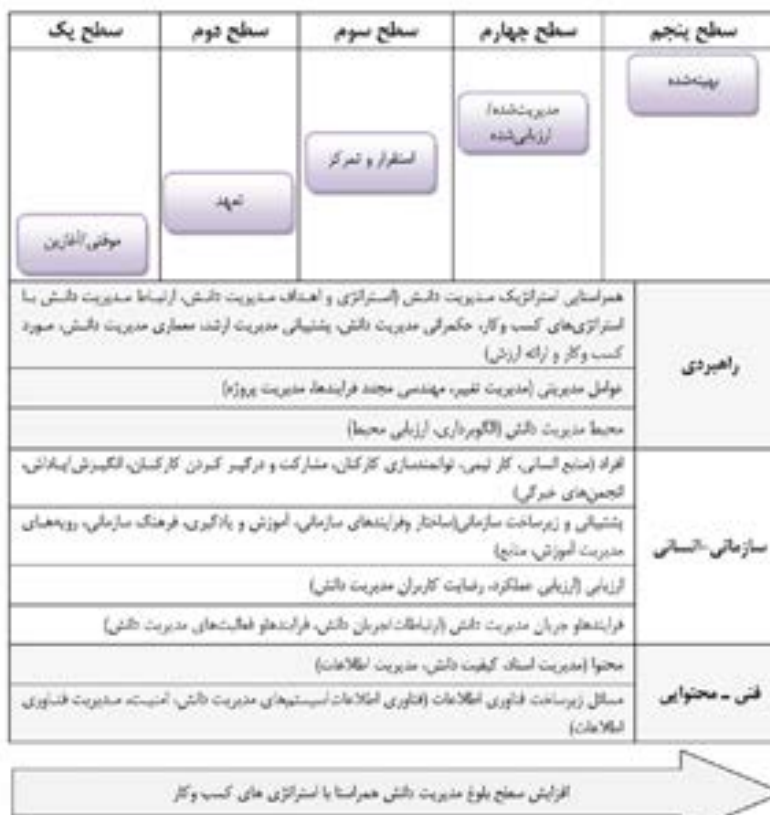 سطح یک
سطح دوم
سطح سوم
سطح چهارم
سطح پنجم
بهینه‌شده
مدیریت‌شده/
ارزیابی‌شده
استقرار و تمرکز
تعهد
موقتی/آغازین
راهبردی
همراستایی استراتژیک مدیریت دانش (استراتژی و اهداف مدیریت دانش، ارتباط مدیریت دانش با
استراتژی‌های کسب وکار، حکمرانی مدیریت دانش، پشتیبانی مدیریت ارشد، معماری مدیریت دانش، مورد
کسب وکار و ارائه ارزش)
عوامل مدیریتی (مدیریت تغییر، مهندسی مجدد فرایندها، مدیریت پروژه)
محیط مدیریت دانش (الگوبرداری، ارزیابی محیط)
سازمانی-انسانی
افراد (منابع انسانی، کار تیمی، توانمندسازی کارکنان، مشارکت و درگیر کردن کارکنان، انگیزش/پاداش،
انجمن‌های خبرگی)
پشتیبانی و زیرساخت سازمانی(ساختار وفرایندهای سازمانی، آموزش و یادگیری، فرهنگ سازمانی، رویه‌های
مدیریت آموزش، منابع)
ارزیابی (ارزیابی عملکرد، رضایت کاربران مدیریت دانش)
فرایندهاو جریان مدیریت دانش (ارتباطات/جریان دانش، فرایندهاو فعالیت‌های مدیریت دانش)
فنی ـ محتوایی
محتوا (مدیریت اسناد، کیفیت دانش، مدیریت اطلاعات)
مسائل زیرساخت فناوری اطلاعات (فناوری اطلاعات/سیستم‌های مدیریت دانش، امنیت، مدیریت فناوری
اطلاعات)
افزایش سطح بلوغ مدیریت دانش همراستا با استراتژی های کسب وکار